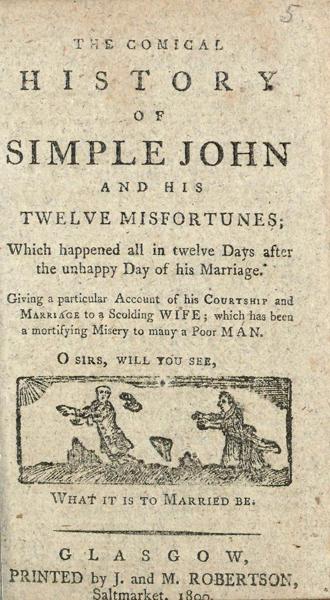 5
THE COMICAL
HISTORY
OF
SIMPLE JOHN
AND HIS
TWELVE MISFORTUNES;
Which happened all in twelve Days after
the unhappy Day of his Marriage.
Giving a particular Account of his COURTSHIP and
MARRIAGE to a Sculding WIFE; which has been
a mortifying Misery to many a Poor MAN.
O SIRS, WILL YOU SEE,
WHAT IT IS TO MARRIED BE.
GLASGOW,
PRINTED by J. and M. ROBERTSON,
Saltmarket, 1800.